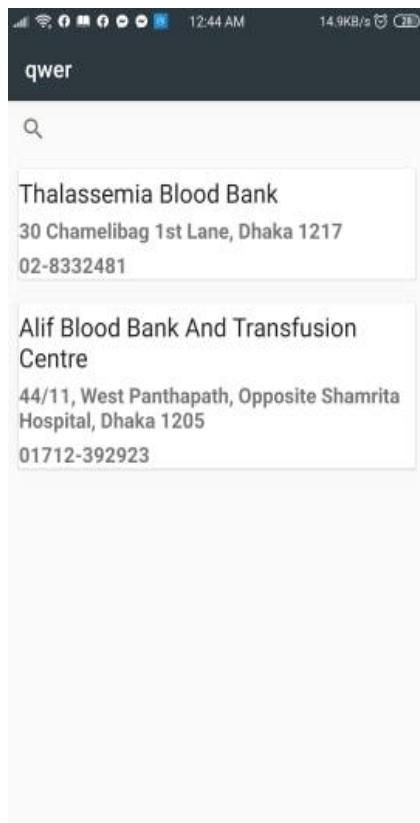 12:44 AM 14.9KB/s 28
qwer
Thalassemia Blood Bank
30 Chamelibag 1st Lane, Dhaka 1217
02-8332481
Alif Blood Bank And Transfusion
Centre
44/11, West Panthapath, Opposite Shamrita
Hospital, Dhaka 1205
01712-392923